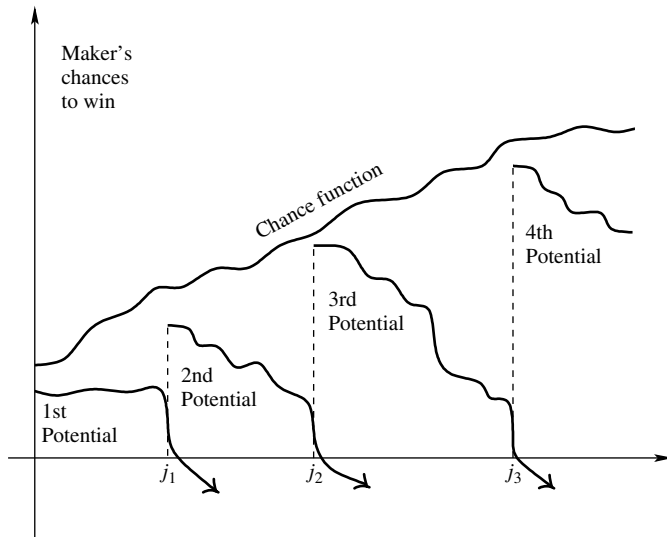 Maker's
chances
to win
Chance function
1st
Potential
2nd
Potential
3rd
Potential
4th
Potential
j1
j2
j3